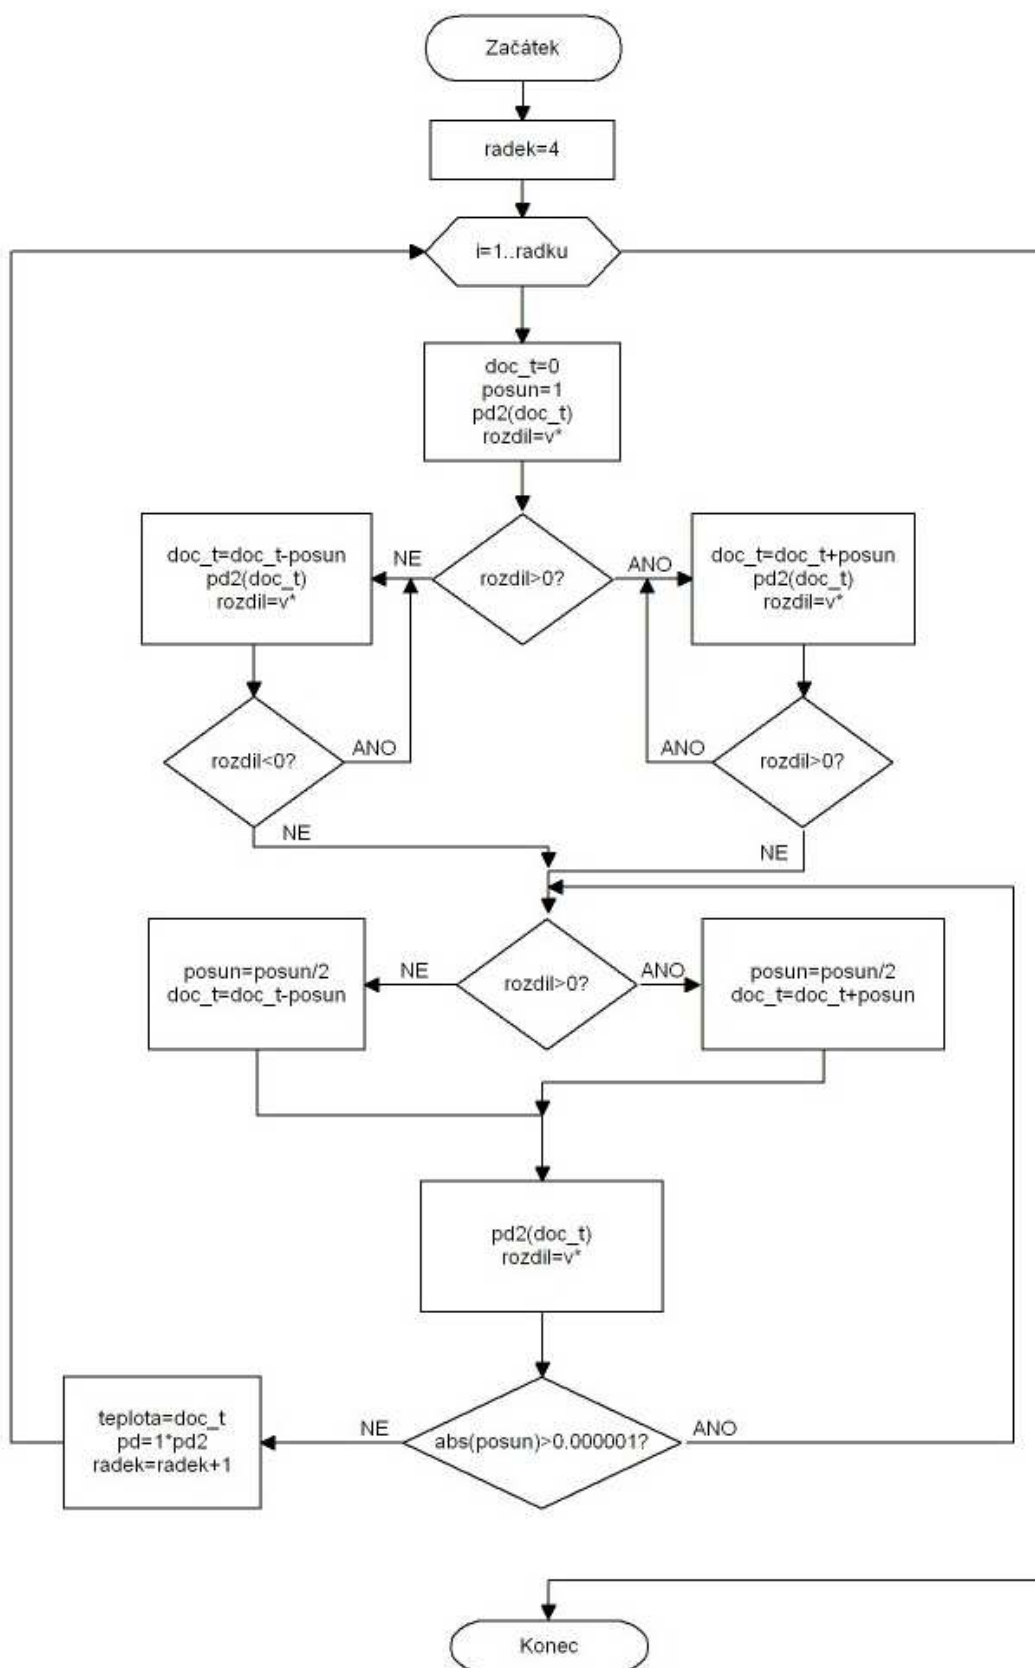 Začátek
radek=4
i=1..radku
doc_t=0
posun=1
pd2(doc_t)
rozdil=v*
rozdil>0?
NE
ANO
doc_t=doc_t-posun
pd2(doc_t)
rozdil=v*
doc_t=doc_t+posun
pd2(doc_t)
rozdil=v*
rozdil<0?
ANO
NE
ANO
rozdil>0?
NE
rozdil>0?
NE
ANO
posun=posun/2
doc_t=doc_t-posun
posun=posun/2
doc_t=doc_t+posun
pd2(doc_t)
rozdil=v*
abs(posun)>0.000001?
NE
ANO
teplota=doc_t
pd=1*pd2
radek=radek+1
Konec